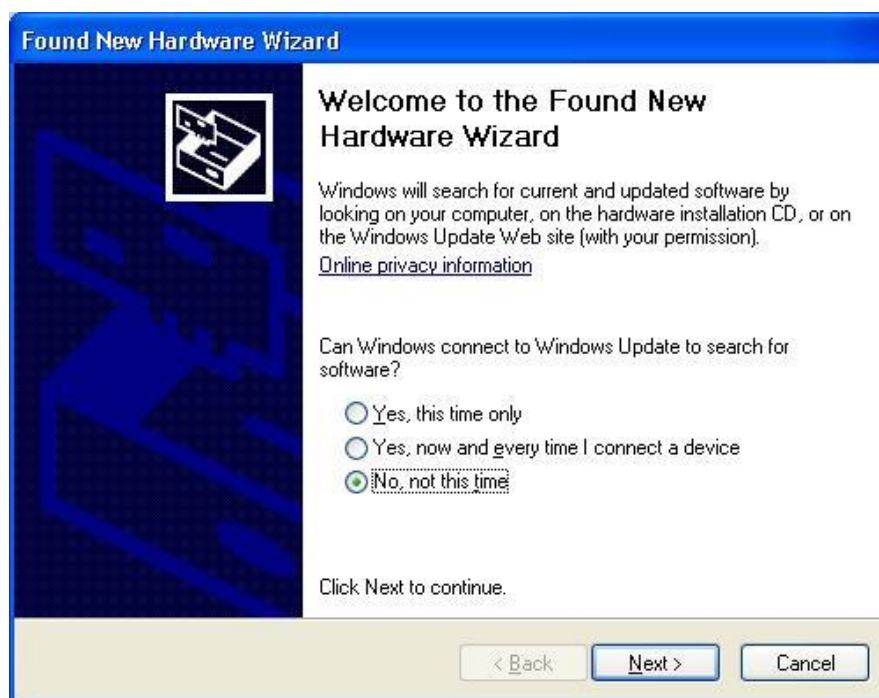 Found New Hardware Wizard
Welcome to the Found New
Hardware Wizard
Windows will search for current and updated software by
looking on your computer, on the hardware installation CD, or on
the Windows Update Web site (with your permission).
Online privacy information
Can Windows connect to Windows Update to search for
software?
Yes, this time only
Yes, now and every time I connect a device
No, not this time
Click Next to continue.
< Back Next > Cancel